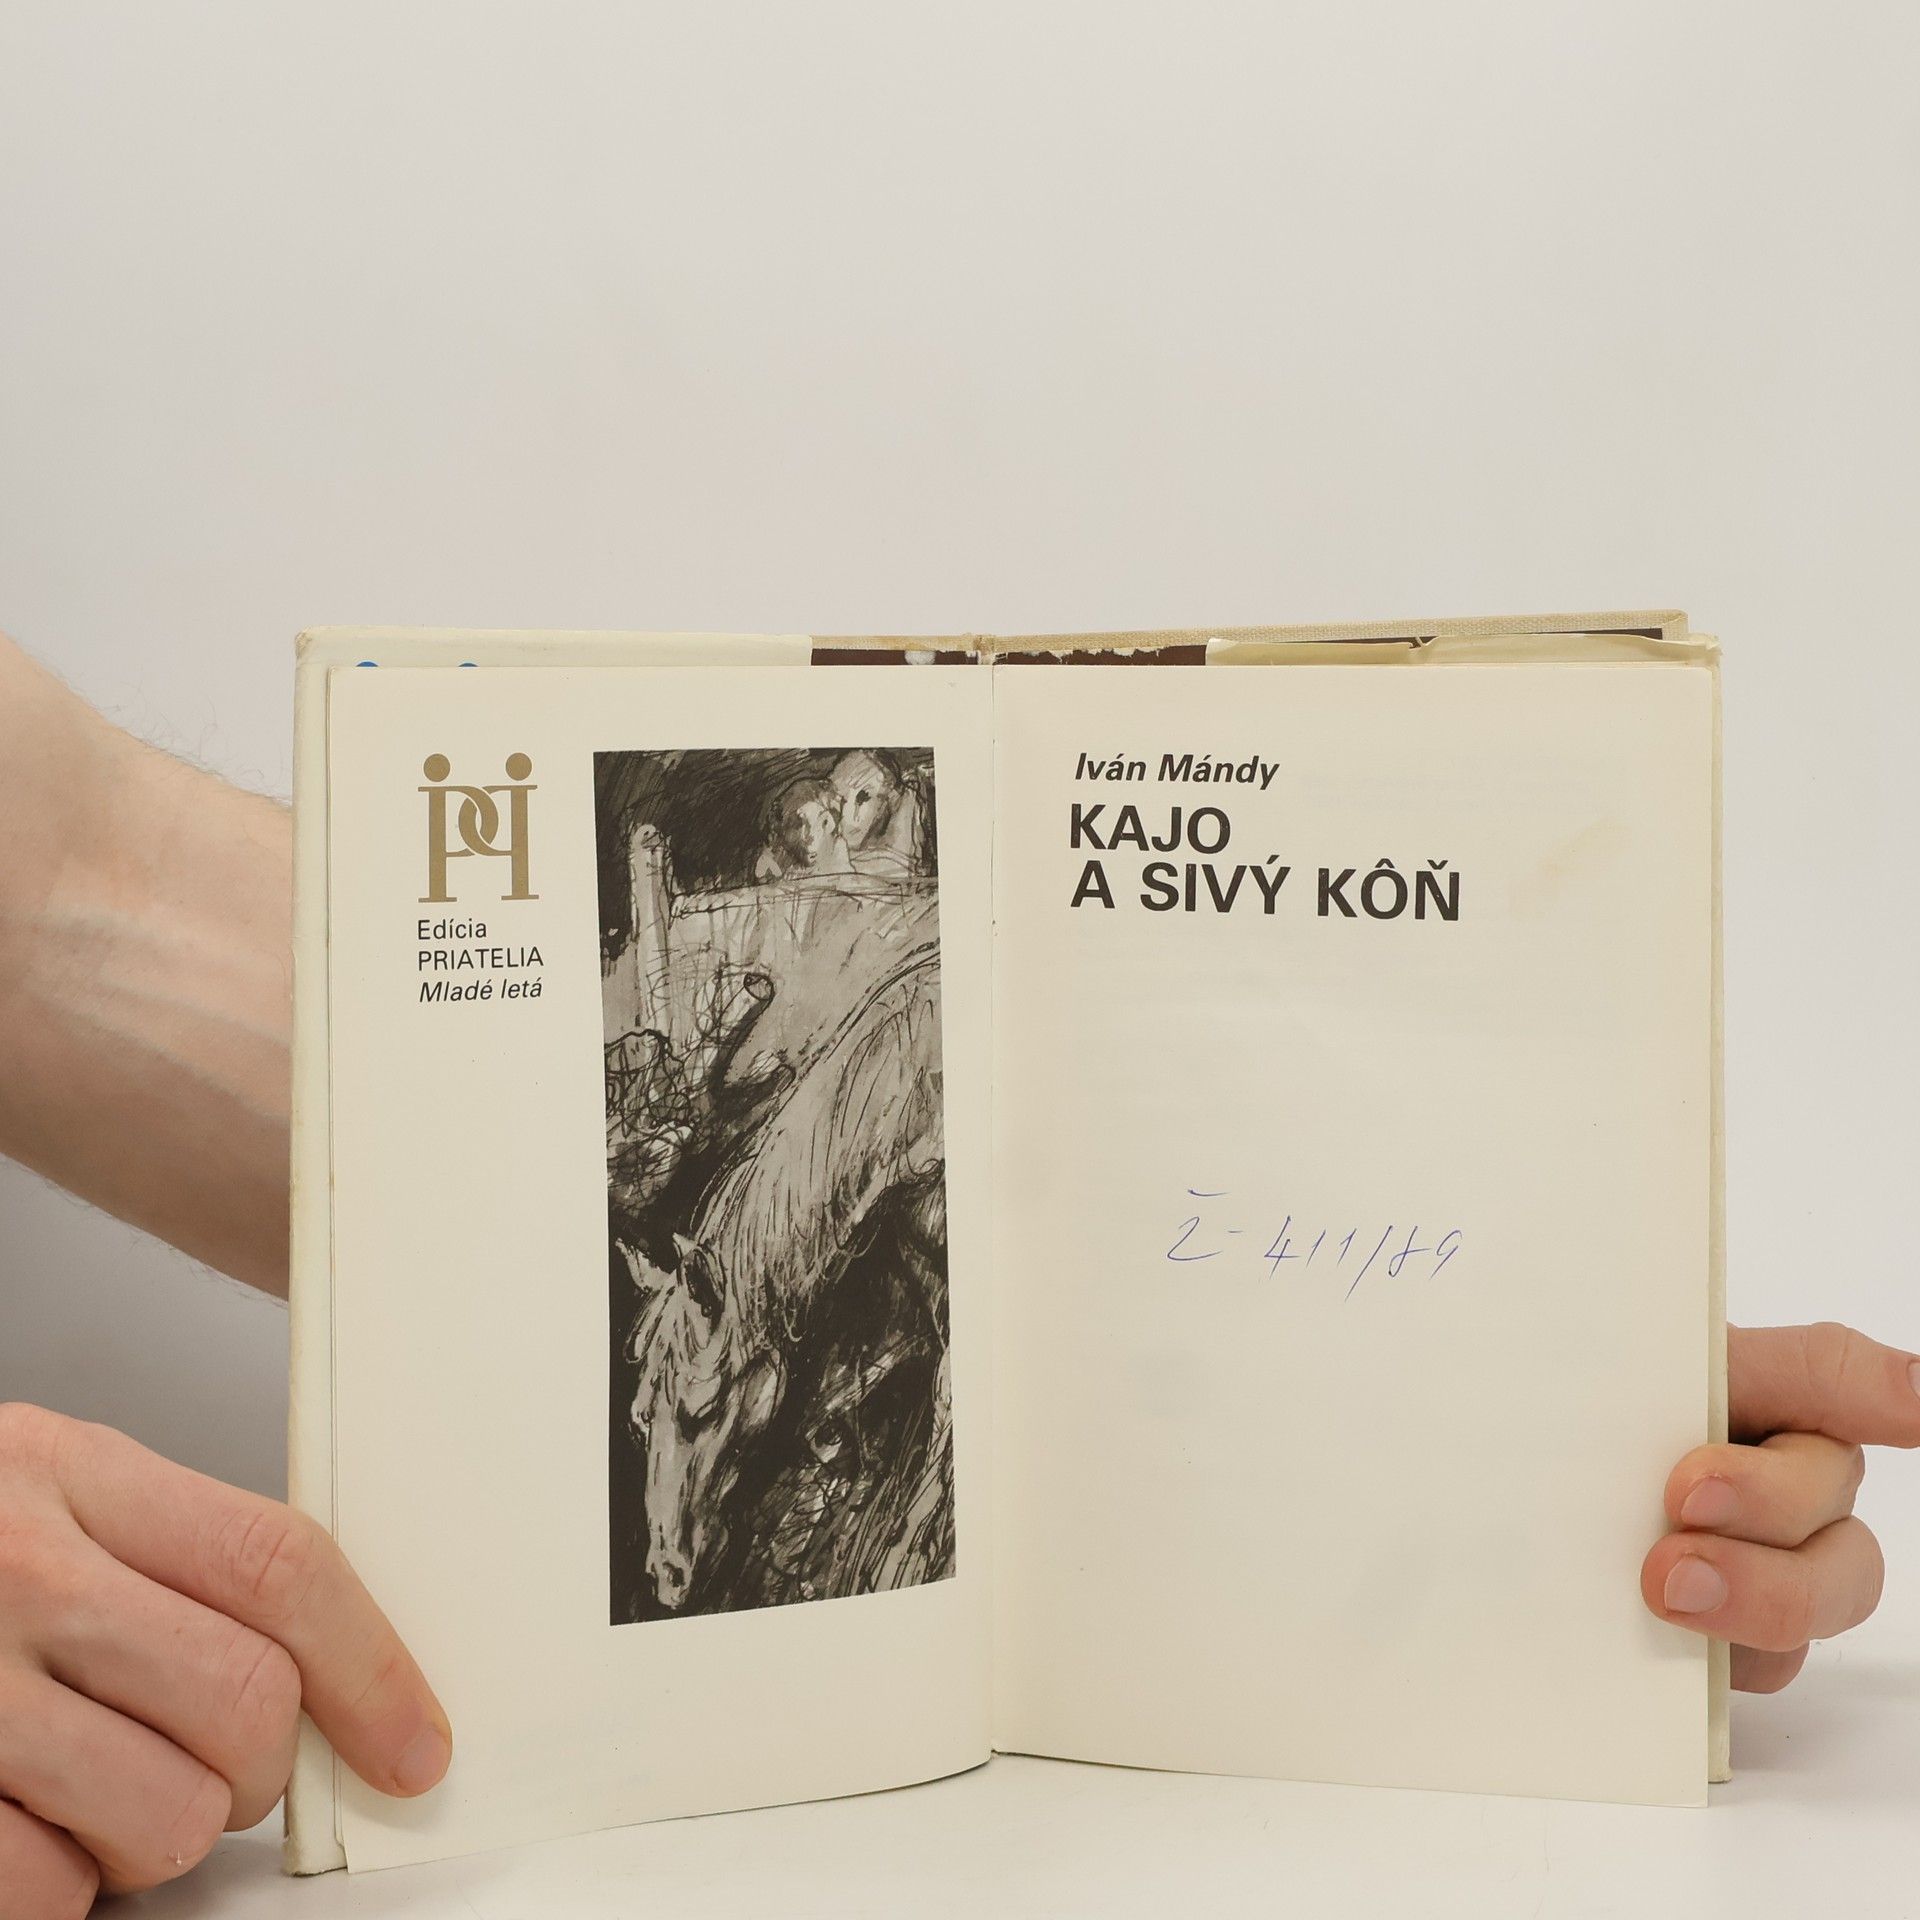 Edícia
PRIATELIA
Mladé letá
Iván Mándy
KAJO
A SIVÝ KÔŇ
Ž-411/89